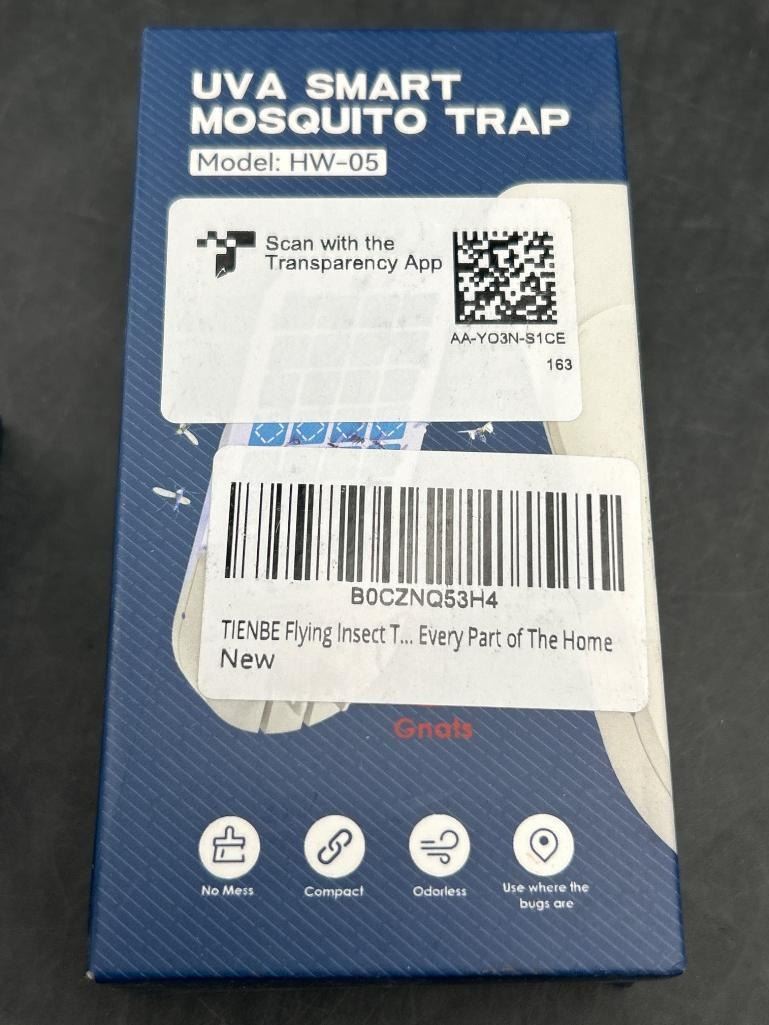 UVA SMART
MOSQUITO TRAP
Model: HW-05
Scan with the
Transparency App
AA-YO3N-S1CE
163
B0CZNQ53H4
TIENBE Flying Insect T... Every Part of The Home
New
Gnats
No Mess
Compact
Odorless
Use where the
bugs are